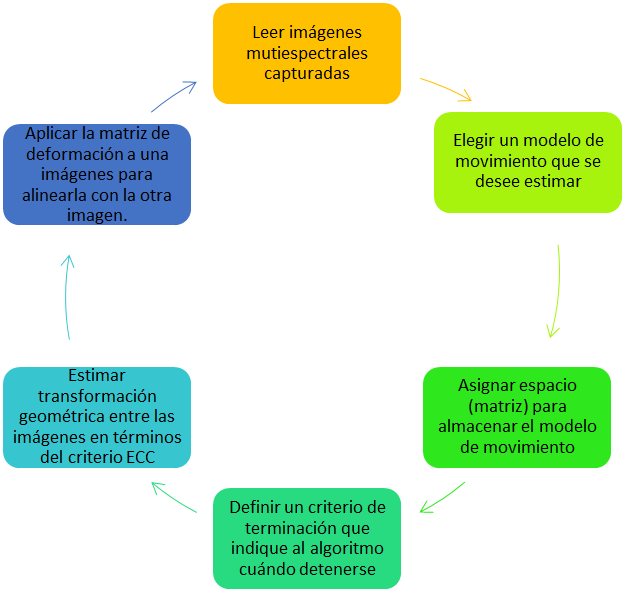 Leer imágenes
mutiespectrales
capturadas
Elegir un modelo de
movimiento que se
desee estimar
Asignar espacio
(matriz) para
almacenar el modelo
de movimiento
Definir un criterio de
terminación que
indique al algoritmo
cuándo detenerse
Estimar
transformación
geométrica entre las
imágenes en términos
del criterio ECC
Aplicar la matriz de
deformación a una
imágenes para
alinearla con la otra
imagen.